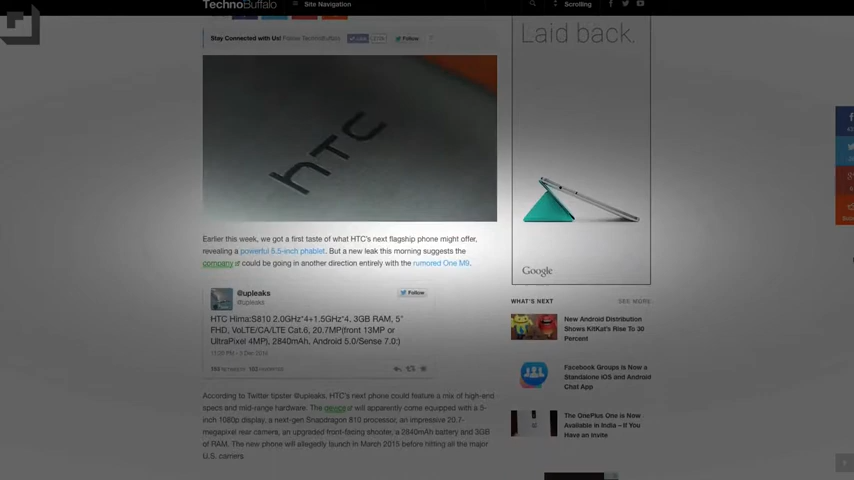 TechnoBuffalo
Site Navigation
Scrolling
Stay Connected with Us! Follow TechnoBuffalo
Like
Follow
Laid back.
hTC
Earlier this week, we got a first taste of what HTC's next flagship phone might offer,
revealing a powerful 5.5-inch phablet. But a new leak this morning suggests the
company could be going in another direction entirely with the rumored One M9.
Google
@upleaks
@upleaks
Follow
HTC Hima:S810 2.0GHz*4+1.5GHz*4, 3GB RAM, 5"
FHD, VoLTE/CA/LTE Cat.6, 20.7MP(front 13MP or
UltraPixel 4MP), 2840mAh, Android 5.0/Sense 7.0:)
According to Twitter tipster @upleaks, HTC's next phone could feature a mix of high-end
specs and mid-range hardware. The device will apparently come equipped with a 5-
inch 1080p display, a next-gen Snapdragon 810 processor, an impressive 20.7-
megapixel rear camera, an upgraded front-facing shooter, a 2840mAh battery and 3GB
of RAM. The new phone will allegedly launch in March 2015 before hitting all the major
U.S. carriers
WHAT'S NEXT
SEE MORE
New Android Distribution
Shows KitKat's Rise To 30
Percent
Facebook Groups is Now a
Standalone iOS and Android
Chat App
The OnePlus One is Now
Available in India – If You
Have an Invite